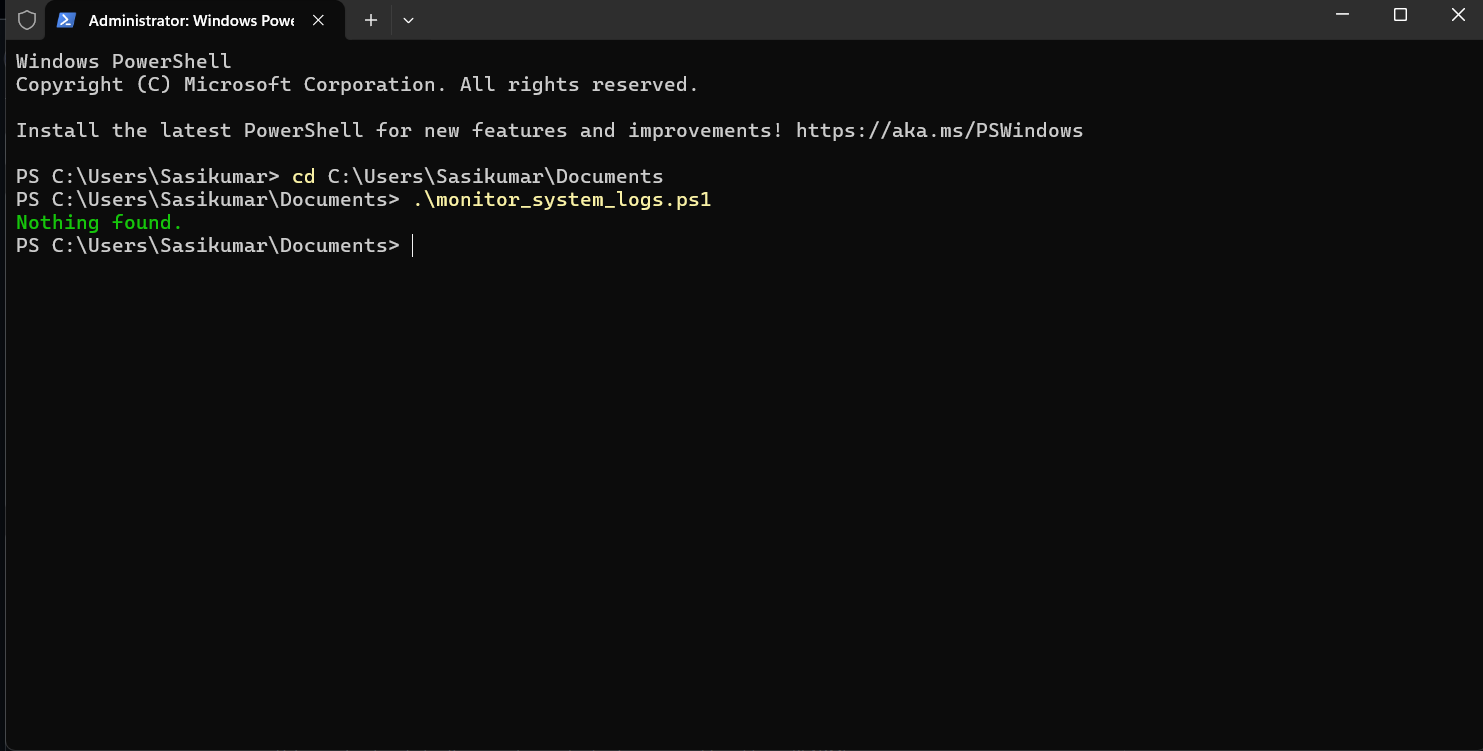 Administrator: Windows Powe
Windows PowerShell
Copyright (C) Microsoft Corporation. All rights reserved.
Install the latest PowerShell for new features and improvements! https://aka.ms/PSWindows
PS C:\Users\Sasikumar> cd C:\Users\Sasikumar\Documents
PS C:\Users\Sasikumar\Documents> .\monitor_system_logs.ps1
Nothing found.
PS C:\Users\Sasikumar\Documents>